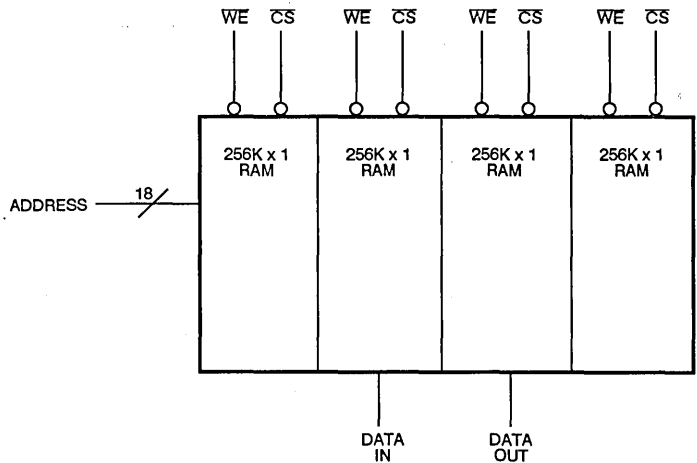 WE CS WE CS WE CS WE CS
256K x 1 256K x 1 256K x 1 256K x 1
RAM RAM RAM RAM
18
ADDRESS
DATA DATA
IN OUT